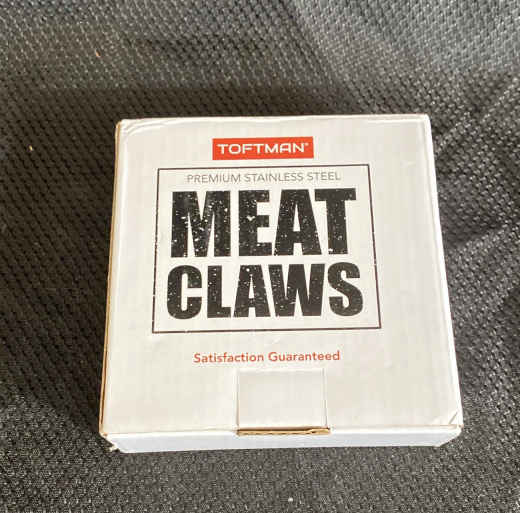 TOFTMAN®
PREMIUM STAINLESS STEEL
MEAT
CLAWS
Satisfaction Guaranteed